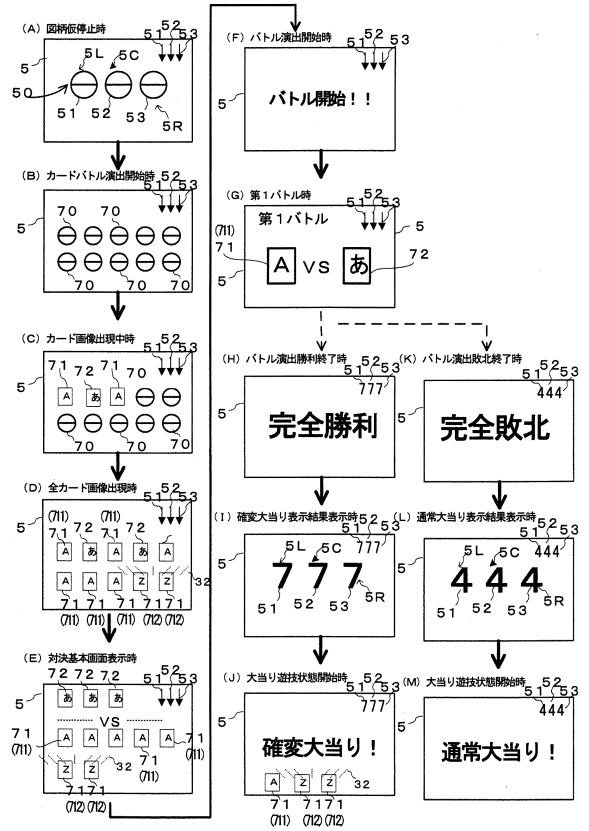 (A) 図柄仮停止時
52
51 53
5
5L 5C
50
51 52 53
5R
(B) カードバトル演出開始時
52
51 53
70 70
5
70 70 70
(C) カード画像出現中時
52
51 53
5
71 72 71 70
A あ A
70 70 70
(D) 全カード画像出現時
52
51 53
5
(711) (711)
71 72 71 72
A あ A あ A
A A A Z Z
32
71 71 71 71 71
(711) (711) (711) (712) (712)
(E) 対決基本画面表示時
72 72 72
52
51 53
5
あ あ あ
VS
71
(711)
A A A A A
71
(711)
71
(711)
32
Z Z
71 71
(712) (712)
(F) バトル演出開始時
52
51 53
5
バトル開始!!
(G) 第1バトル時
52
51 53
第1バトル
5
(711)
71
A VS あ
72
5
(H) バトル演出勝利終了時
52
51 53
777
5
完全勝利
(I) 確変大当り表示結果表示時
52
51 53
777
5
5L 5C
7 7 7
51 52 53
5R
(J) 大当り遊技状態開始時
52
51 53
777
5
確変大当り!
32
A Z Z
71 71 71
(711) (712) (712)
(K) バトル演出敗北終了時
52
51 53
444
5
完全敗北
(L) 通常大当り表示結果表示時
52
51 53
444
5
5L 5C
4 4 4
51 52 53
5R
(M) 大当り遊技状態開始時
52
51 53
444
5
通常大当り!